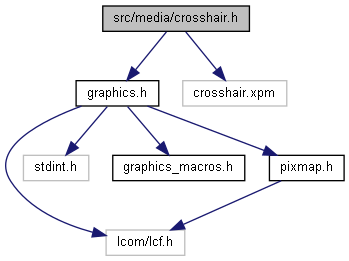 src/media/crosshair.h
graphics.h
crosshair.xpm
stdint.h
graphics_macros.h
pixmap.h
lcom/lcf.h